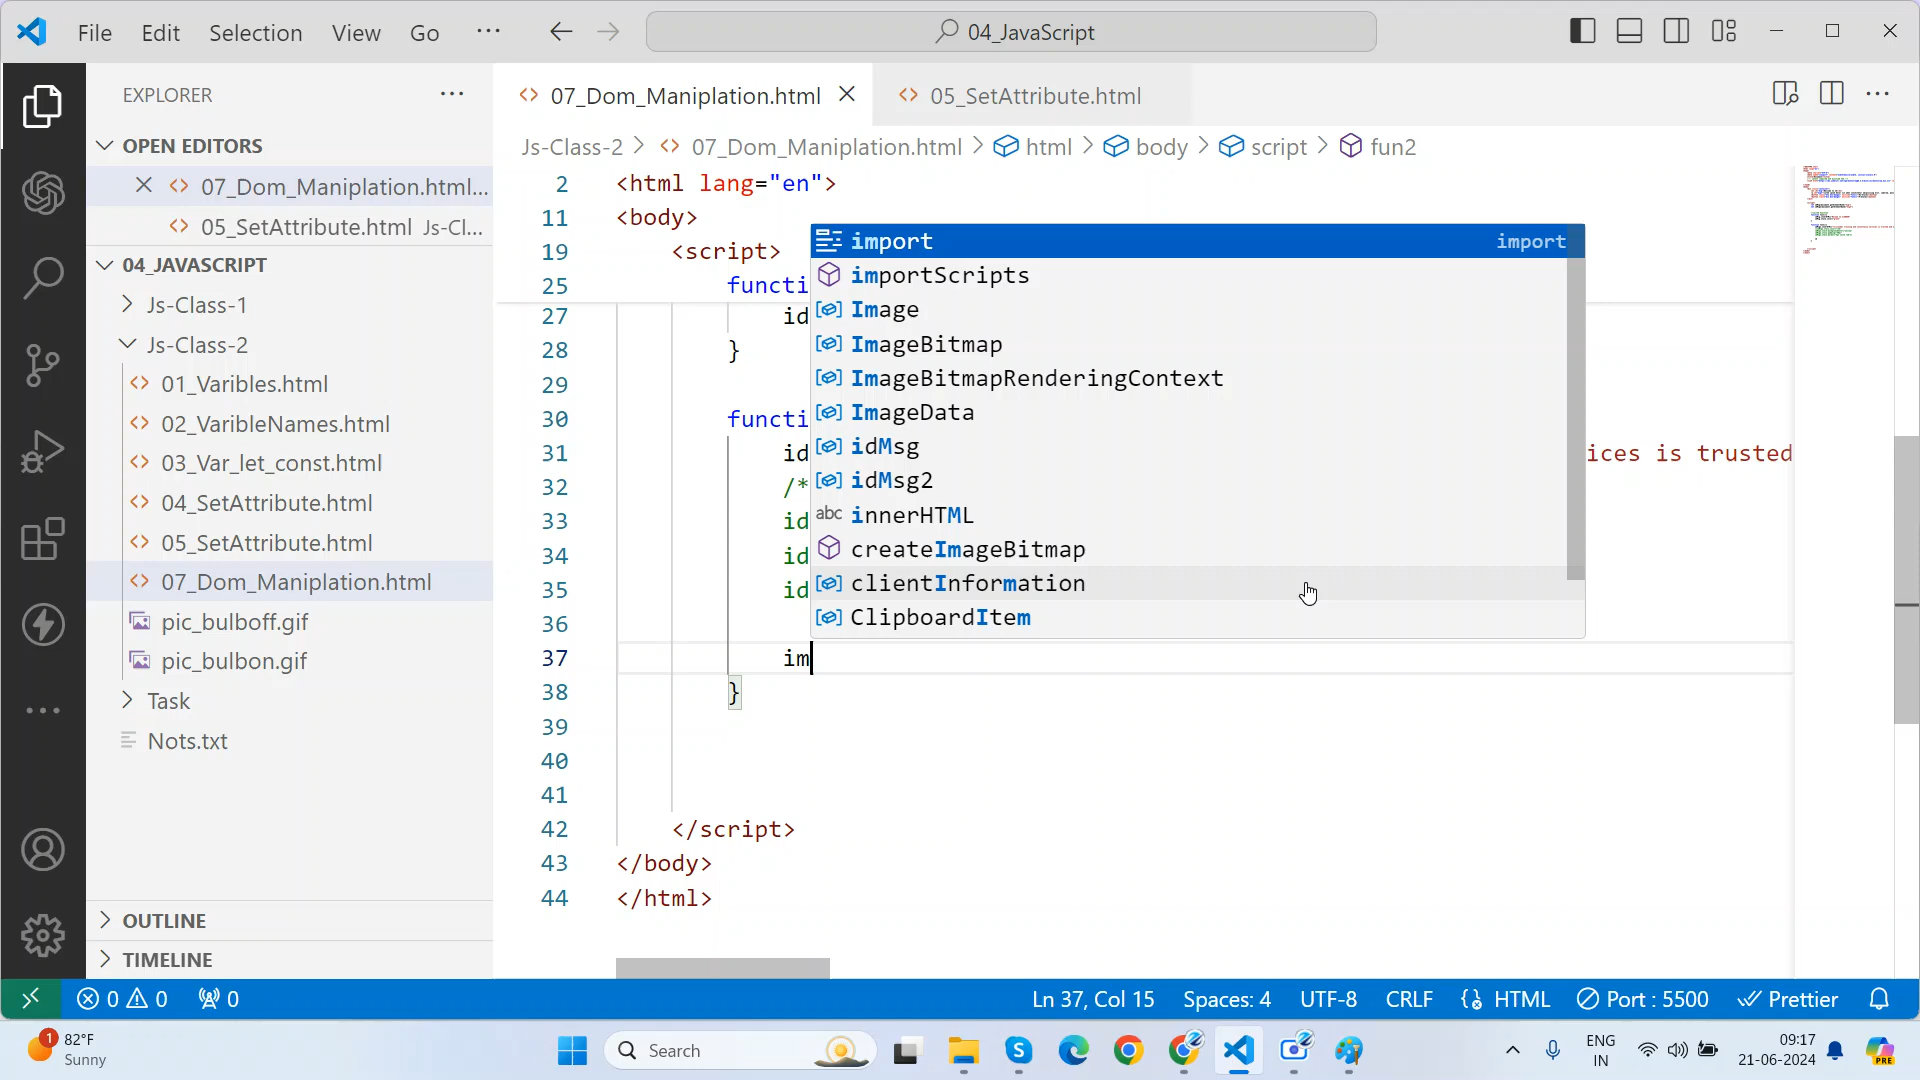 File Edit Selection View Go ··· 04_JavaScript
EXPLORER ···
OPEN EDITORS
07_Dom_Maniplation.html...
05_SetAttribute.html Js-Cl...
04_JAVASCRIPT
Js-Class-1
Js-Class-2
01_Varibles.html
02_VaribleNames.html
03_Var_let_const.html
04_SetAttribute.html
05_SetAttribute.html
07_Dom_Maniplation.html
pic_bulboff.gif
pic_bulbon.gif
Task
Nots.txt
OUTLINE
TIMELINE
07_Dom_Maniplation.html 05_SetAttribute.html
Js-Class-2 > 07_Dom_Maniplation.html > html > body > script > fun2
2 <html lang="en">
11 <body>
19 <script>
25 functi
27 id
28 }
29
30 functi
31 id ices is trusted
32 /*
33 id
34 id
35 id
36
37 im
38 }
39
40
41
42 </script>
43 </body>
44 </html>
import import
importScripts
Image
ImageBitmap
ImageBitmapRenderingContext
ImageData
idMsg
idMsg2
abc innerHTML
createImageBitmap
clientInformation
ClipboardItem
0 0 0 Ln 37, Col 15 Spaces: 4 UTF-8 CRLF HTML Port : 5500 Prettier
1 82°F
Sunny
Search
ENG
IN
09:17
21-06-2024
PRE